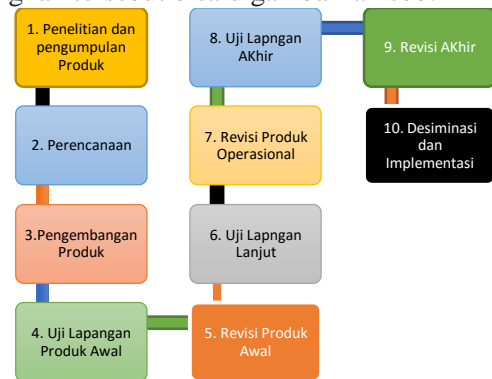 1. Penelitian dan
pengumpulan
Produk
2. Perencanaan
3.Pengembangan
Produk
4. Uji Lapangan
Produk Awal
5. Revisi Produk
Awal
6. Uji Lapngan
Lanjut
7. Revisi Produk
Operasional
8. Uji Lapngan
AKhir
9. Revisi AKhir
10. Desiminasi
dan
Implementasi